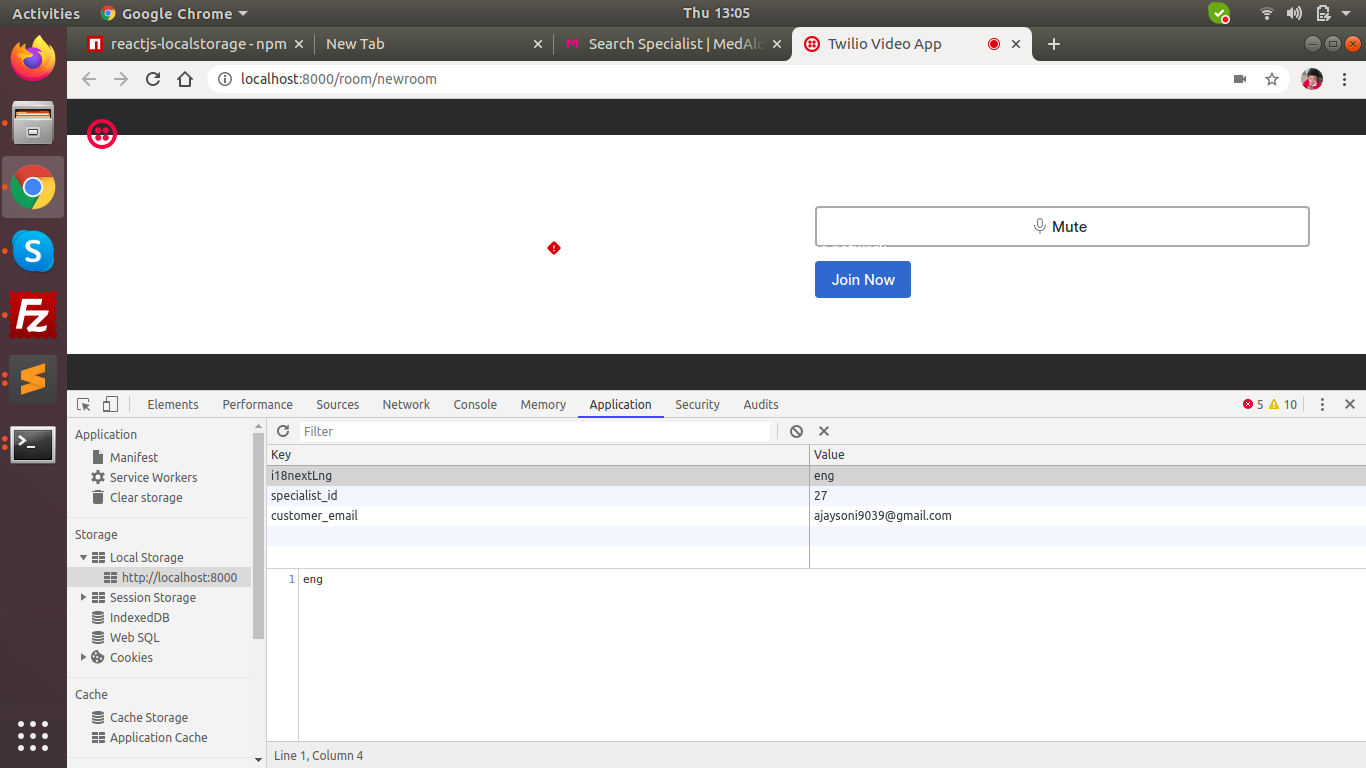 Activities Google Chrome Thu 13:05
reactjs-localstorage - npm New Tab Search Specialist | MedAlo Twilio Video App
localhost:8000/room/newroom
Mute
Join Now
Elements Performance Sources Network Console Memory Application Security Audits 5 10
Application
Manifest
Service Workers
Clear storage
Storage
Local Storage
http://localhost:8000
Session Storage
IndexedDB
Web SQL
Cookies
Cache
Cache Storage
Application Cache
Filter
Key Value
i18nextLng eng
specialist_id 27
customer_email ajaysoni9039@gmail.com
1 eng
Line 1, Column 4